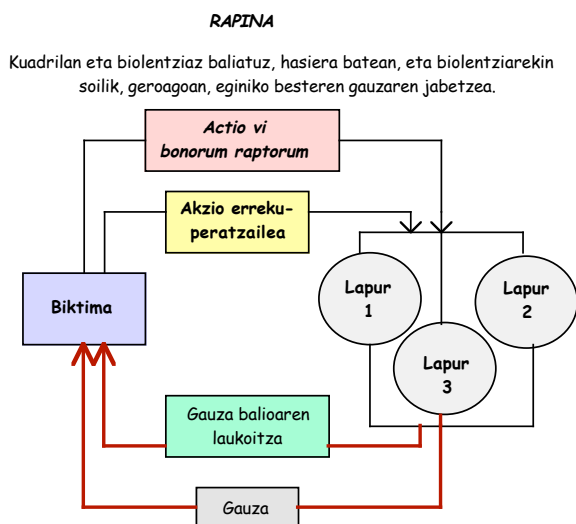 RAPINA
Kuadrilan eta biolentziaz baliatuz, hasiera batean, eta biolentziarekin
soilik, geroagoan, eginiko besteren gauzaren jabetzea.
Actio vi
bonorum raptorum
Akzio erreku-
peratzailea
Biktima
Lapur
1
Lapur
2
Lapur
3
Gauza balioaren
laukoitza
Gauza